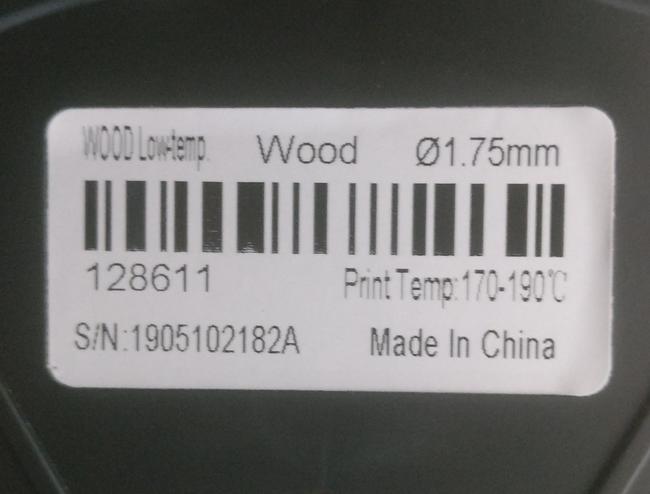 WOOD Low-temp. Wood Ø1.75mm
128611 Print Temp:170-190℃
S/N:1905102182A Made In China